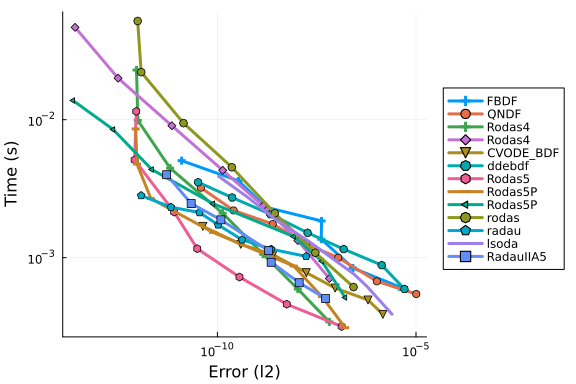 10⁻²
10⁻³
Time (s)
10⁻¹⁰
10⁻⁵
Error (l2)
FBDF
QNDF
Rodas4
Rodas4
CVODE_BDF
ddebdf
Rodas5
Rodas5P
Rodas5P
rodas
radau
lsoda
RadauIIA5